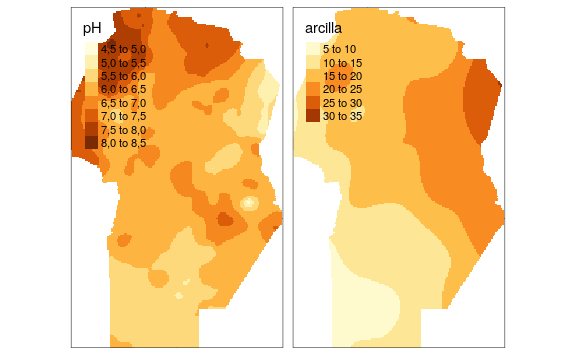 pH
4,5 to 5,0
5,0 to 5,5
5,5 to 6,0
6,0 to 6,5
6,5 to 7,0
7,0 to 7,5
7,5 to 8,0
8,0 to 8,5
arcilla
5 to 10
10 to 15
15 to 20
20 to 25
25 to 30
30 to 35